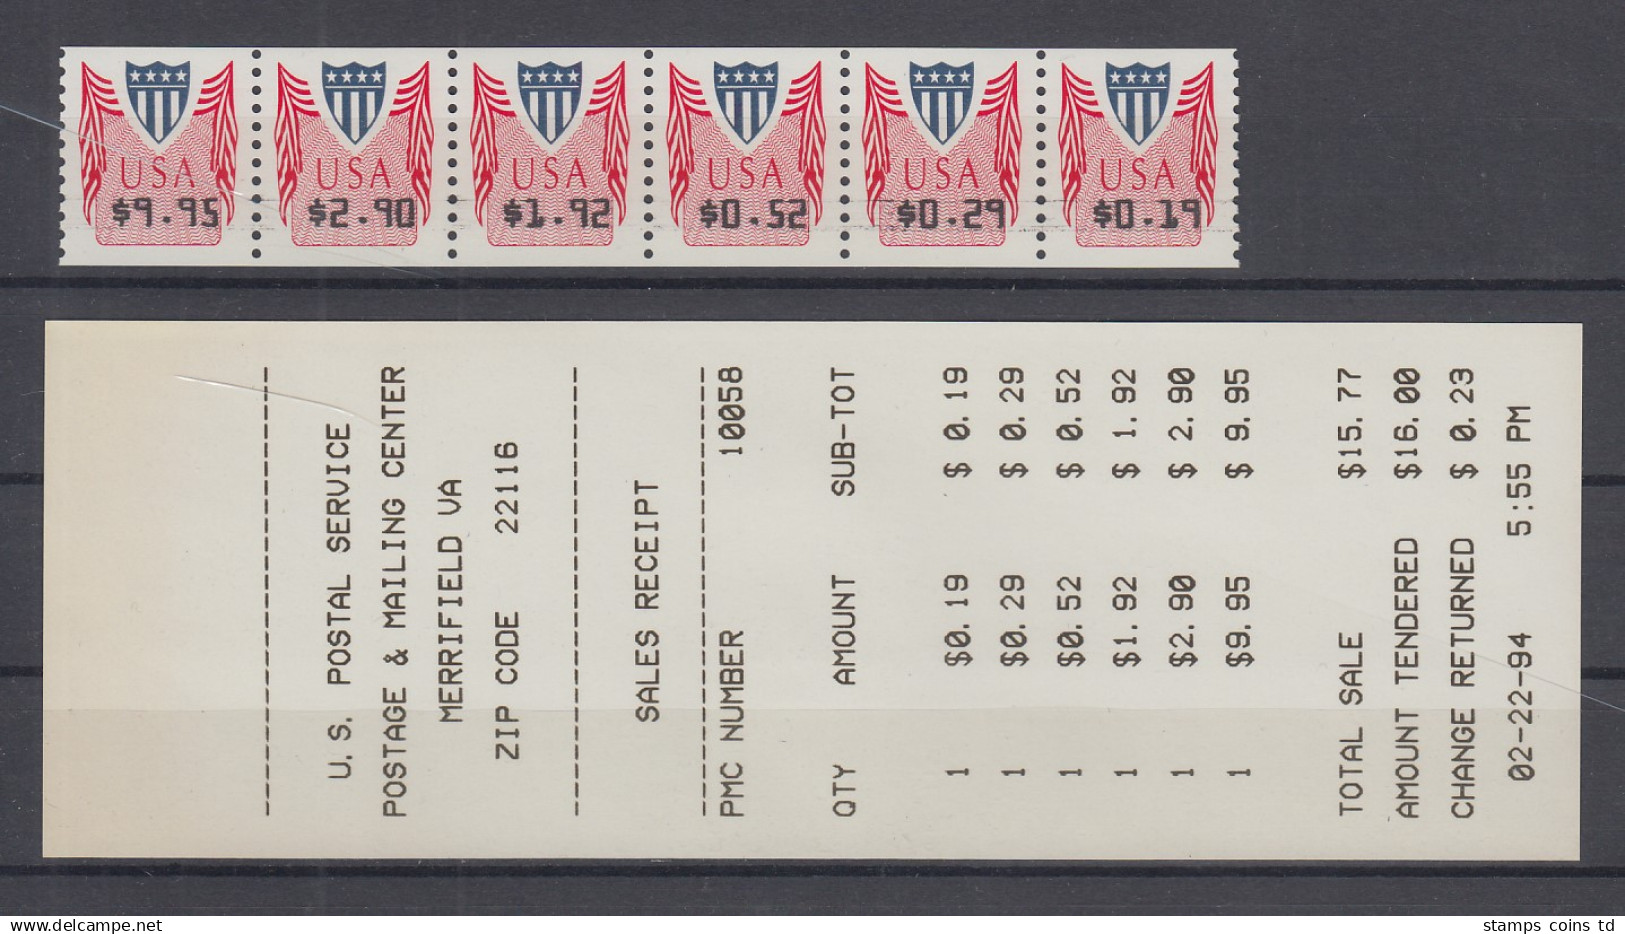 USA USA USA USA USA USA
$9.95 $2.90 $1.92 $0.52 $0.29 $0.19
U.S. POSTAL SERVICE
POSTAGE & MAILING CENTER
MERRIFIELD VA
ZIP CODE 22116
SALES RECEIPT
PMC NUMBER 10058
QTY AMOUNT SUB-TOT
1 $0.19 $ 0.19
1 $0.29 $ 0.29
1 $0.52 $ 0.52
1 $1.92 $ 1.92
1 $2.90 $ 2.90
1 $9.95 $ 9.95
TOTAL SALE $15.77
AMOUNT TENDERED $16.00
CHANGE RETURNED $ 0.23
02-22-94 5:55 PM
stamps coins td